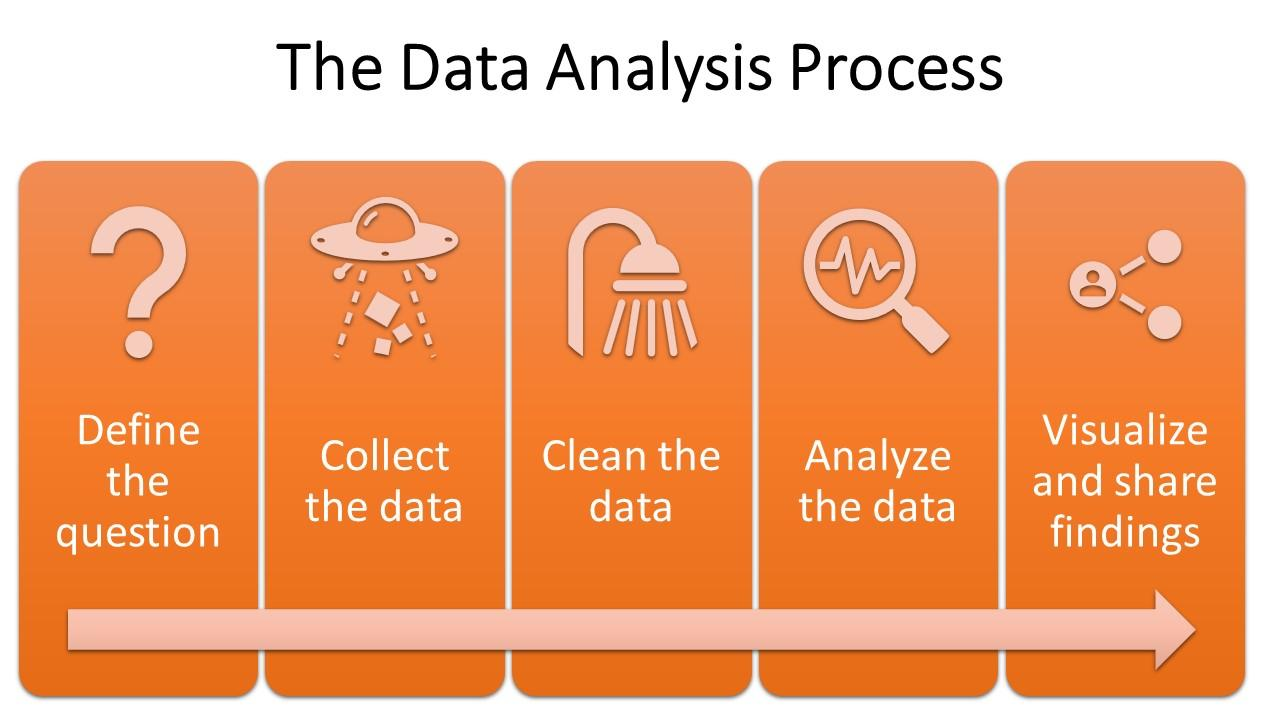 The Data Analysis Process
Define
the
question
Collect
the data
Clean the
data
Analyze
the data
Visualize
and share
findings